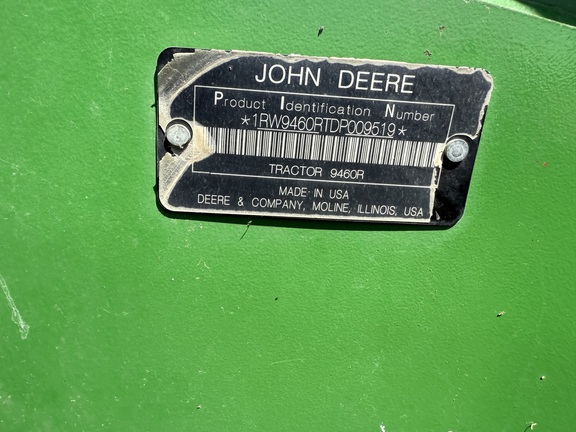 JOHN DEERE
Product Identification Number
*1RW9460RTDP009519*
TRACTOR 9460R
MADE IN USA
DEERE & COMPANY, MOLINE, ILLINOIS, USA